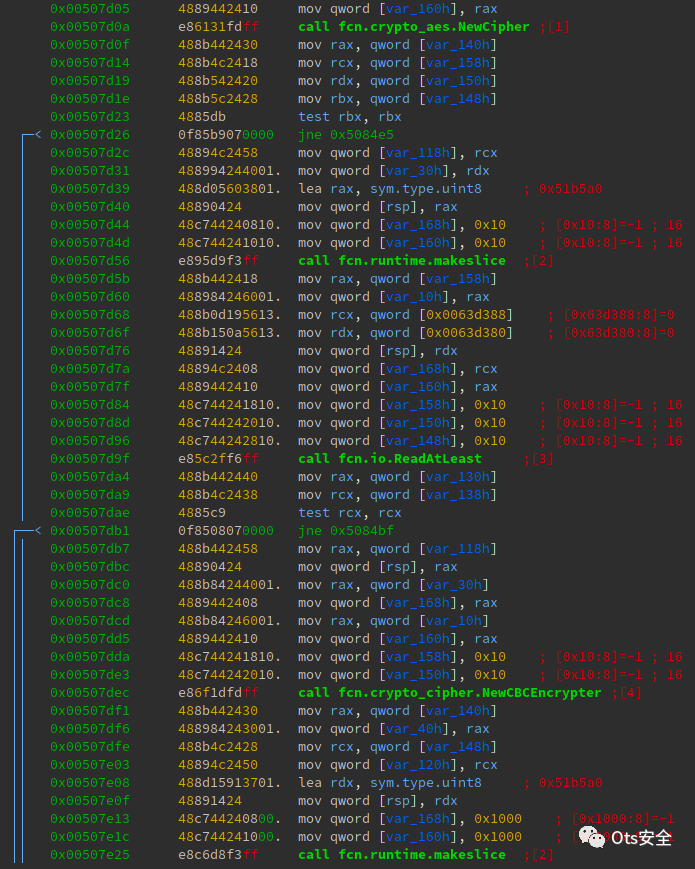 0x00507d05 4889442410 mov qword [var_160h], rax
0x00507d0a e86131fdff call fcn.crypto_aes.NewCipher ;[1]
0x00507d0f 488b442430 mov rax, qword [var_140h]
0x00507d14 488b4c2418 mov rcx, qword [var_158h]
0x00507d19 488b542420 mov rdx, qword [var_150h]
0x00507d1e 488b5c2428 mov rbx, qword [var_148h]
0x00507d23 4885db test rbx, rbx
< 0x00507d26 0f85b9070000 jne 0x5084e5
0x00507d2c 48894c2458 mov qword [var_118h], rcx
0x00507d31 488994244001. mov qword [var_30h], rdx
0x00507d39 488d05603801. lea rax, sym.type.uint8 ; 0x51b5a0
0x00507d40 48890424 mov qword [rsp], rax
0x00507d44 48c744240810. mov qword [var_168h], 0x10 ; [0x10:8]=-1 ; 16
0x00507d4d 48c744241010. mov qword [var_160h], 0x10 ; [0x10:8]=-1 ; 16
0x00507d56 e895d9f3ff call fcn.runtime.makeslice ;[2]
0x00507d5b 488b442418 mov rax, qword [var_158h]
0x00507d60 488984246001. mov qword [var_10h], rax
0x00507d68 488b0d195613. mov rcx, qword [0x0063d388] ; [0x63d388:8]=0
0x00507d6f 488b150a5613. mov rdx, qword [0x0063d380] ; [0x63d380:8]=0
0x00507d76 48891424 mov qword [rsp], rdx
0x00507d7a 48894c2408 mov qword [var_168h], rcx
0x00507d7f 4889442410 mov qword [var_160h], rax
0x00507d84 48c744241810. mov qword [var_158h], 0x10 ; [0x10:8]=-1 ; 16
0x00507d8d 48c744242010. mov qword [var_150h], 0x10 ; [0x10:8]=-1 ; 16
0x00507d96 48c744242810. mov qword [var_148h], 0x10 ; [0x10:8]=-1 ; 16
0x00507d9f e85c2ff6ff call fcn.io.ReadAtLeast ;[3]
0x00507da4 488b442440 mov rax, qword [var_130h]
0x00507da9 488b4c2438 mov rcx, qword [var_138h]
0x00507dae 4885c9 test rcx, rcx
< 0x00507db1 0f8508070000 jne 0x5084bf
0x00507db7 488b442458 mov rax, qword [var_118h]
0x00507dbc 48890424 mov qword [rsp], rax
0x00507dc0 488b84244001. mov rax, qword [var_30h]
0x00507dc8 4889442408 mov qword [var_168h], rax
0x00507dcd 488b84246001. mov rax, qword [var_10h]
0x00507dd5 4889442410 mov qword [var_160h], rax
0x00507dda 48c744241810. mov qword [var_158h], 0x10 ; [0x10:8]=-1 ; 16
0x00507de3 48c744242010. mov qword [var_150h], 0x10 ; [0x10:8]=-1 ; 16
0x00507dec e86f1dfdff call fcn.crypto_cipher.NewCBCEncrypter ;[4]
0x00507df1 488b442430 mov rax, qword [var_140h]
0x00507df6 488984243001. mov qword [var_40h], rax
0x00507dfe 488b4c2428 mov rcx, qword [var_148h]
0x00507e03 48894c2450 mov qword [var_120h], rcx
0x00507e08 488d15913701. lea rdx, sym.type.uint8 ; 0x51b5a0
0x00507e0f 48891424 mov qword [rsp], rdx
0x00507e13 48c744240800. mov qword [var_168h], 0x1000 ; [0x1000:8]=-1
0x00507e1c 48c744241000. mov qword [var_160h], 0x1000
0x00507e25 e8c6d8f3ff call fcn.runtime.makeslice ;[2]
Ots安全